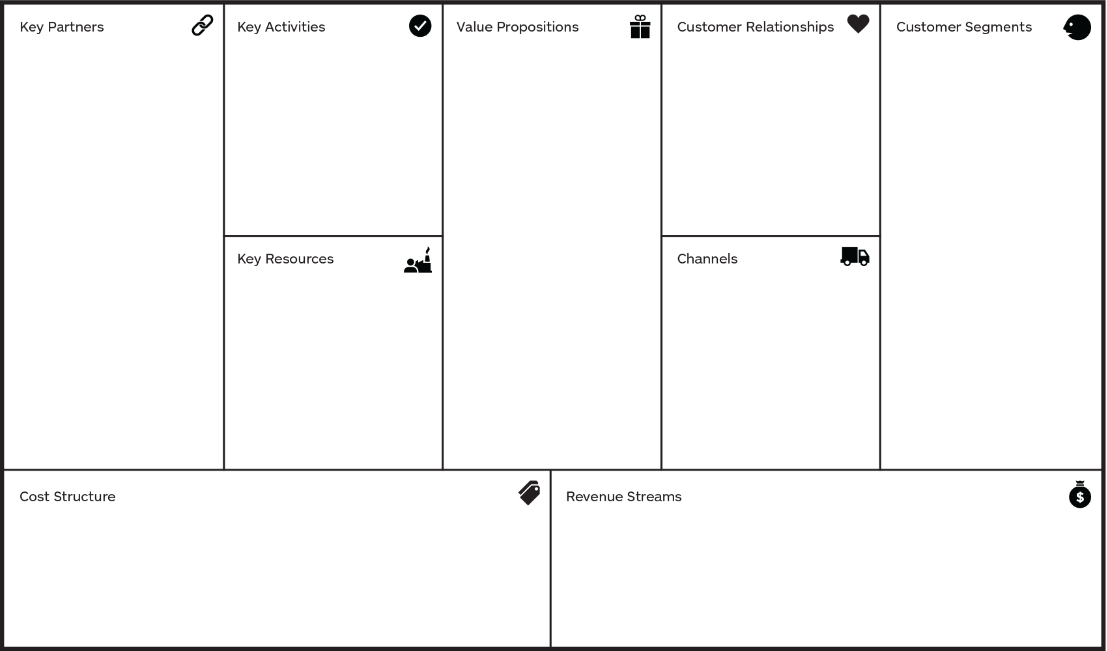 Key Partners
Key Activities
Value Propositions
Customer Relationships
Customer Segments
Key Resources
Channels
Cost Structure
Revenue Streams
$